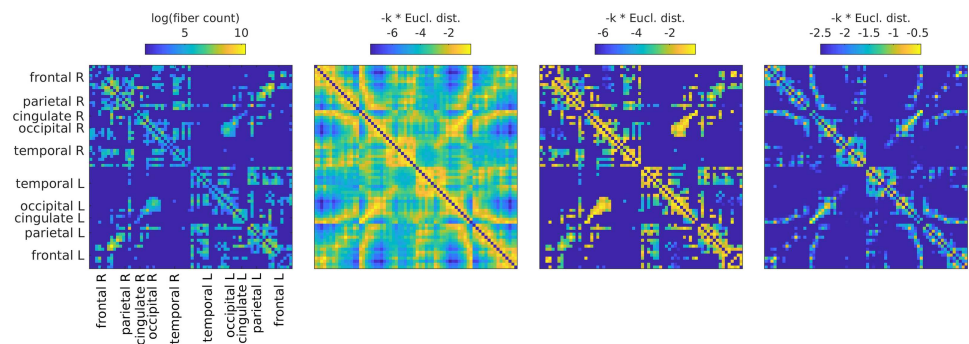 log(fiber count)
5 10
-k * Eucl. dist.
-6 -4 -2
-k * Eucl. dist.
-6 -4 -2
-k * Eucl. dist.
-2.5 -2 -1.5 -1 -0.5
frontal R
parietal R
cingulate R
occipital R
temporal R
temporal L
occipital L
cingulate L
parietal L
frontal L
frontal R
parietal R
cingulate R
occipital R
temporal R
temporal L
occipital L
cingulate L
parietal L
frontal L